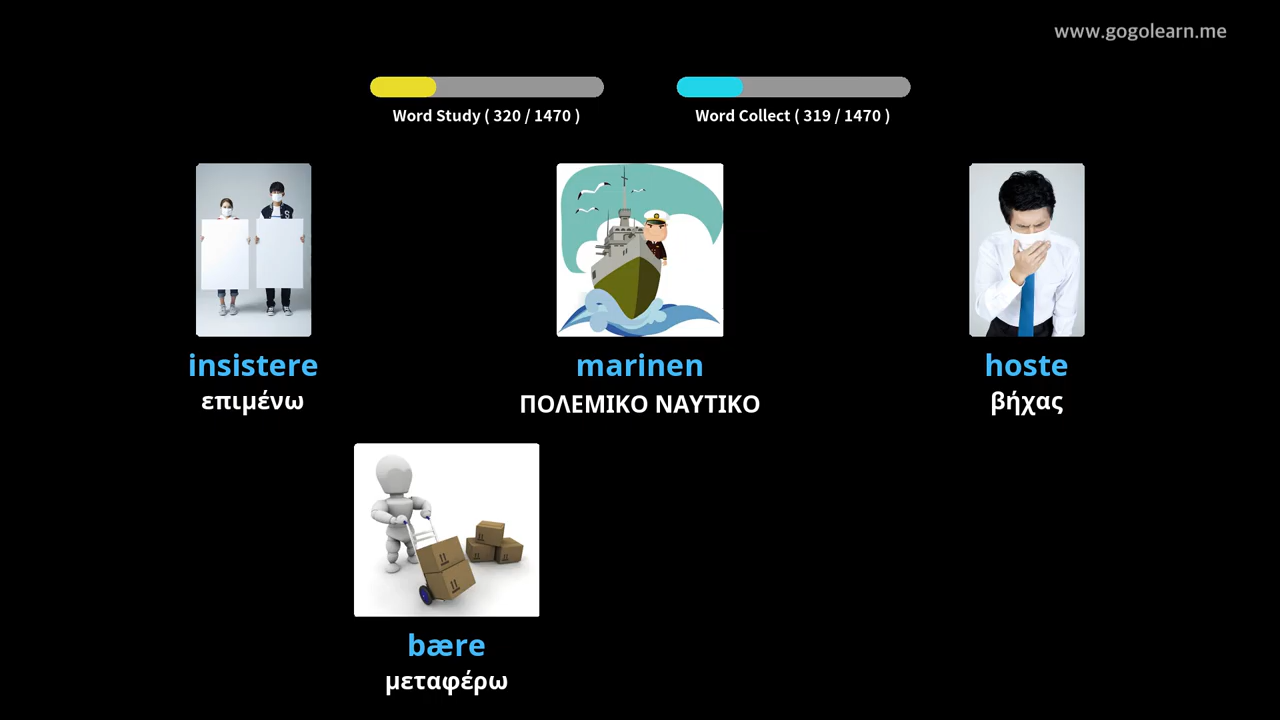 www.gogolearn.me
Word Study ( 320 / 1470 )
Word Collect ( 319 / 1470 )
insistere
επιμένω
marinen
ΠΟΛΕΜΙΚΟ ΝΑΥΤΙΚΟ
hoste
βήχας
bære
μεταφέρω